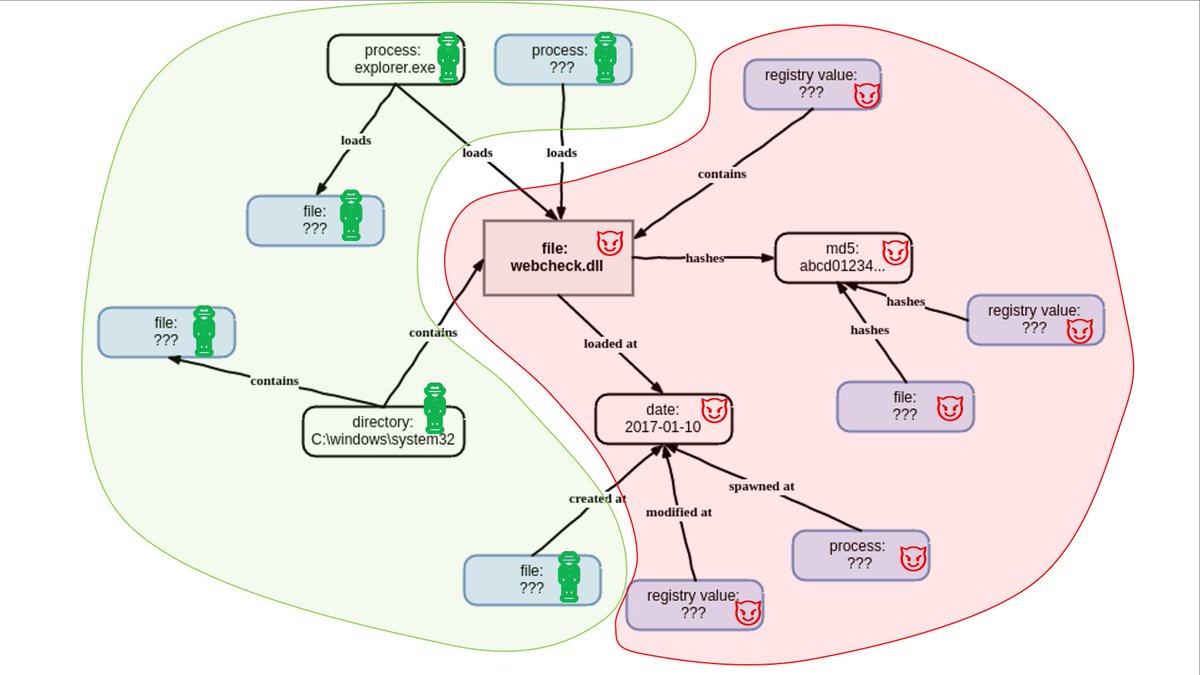 process:
explorer.exe
process:
???
registry value:
???
loads
loads
loads
contains
file:
???
file:
webcheck.dll
hashes
md5:
abcd01234...
hashes
registry value:
???
hashes
file:
???
contains
loaded at
file:
???
contains
directory:
C:\windows\system32
date:
2017-01-10
created at
modified at
spawned at
file:
???
registry value:
???
process:
???